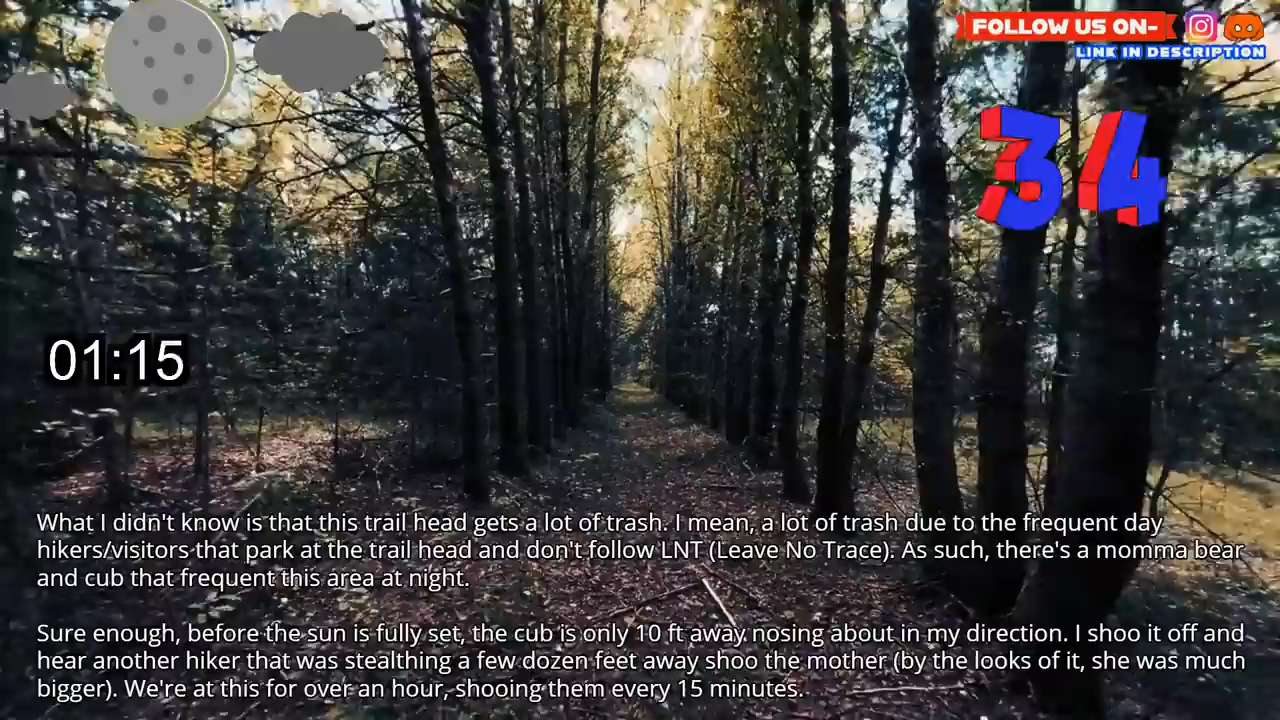 FOLLOW US ON-
LINK IN DESCRIPTION
34
01:15
What I didn't know is that this trail head gets a lot of trash. I mean, a lot of trash due to the frequent day
hikers/visitors that park at the trail head and don't follow LNT (Leave No Trace). As such, there's a momma bear
and cub that frequent this area at night.
Sure enough, before the sun is fully set, the cub is only 10 ft away nosing about in my direction. I shoo it off and
hear another hiker that was stealthing a few dozen feet away shoo the mother (by the looks of it, she was much
bigger). We're at this for over an hour, shooing them every 15 minutes.